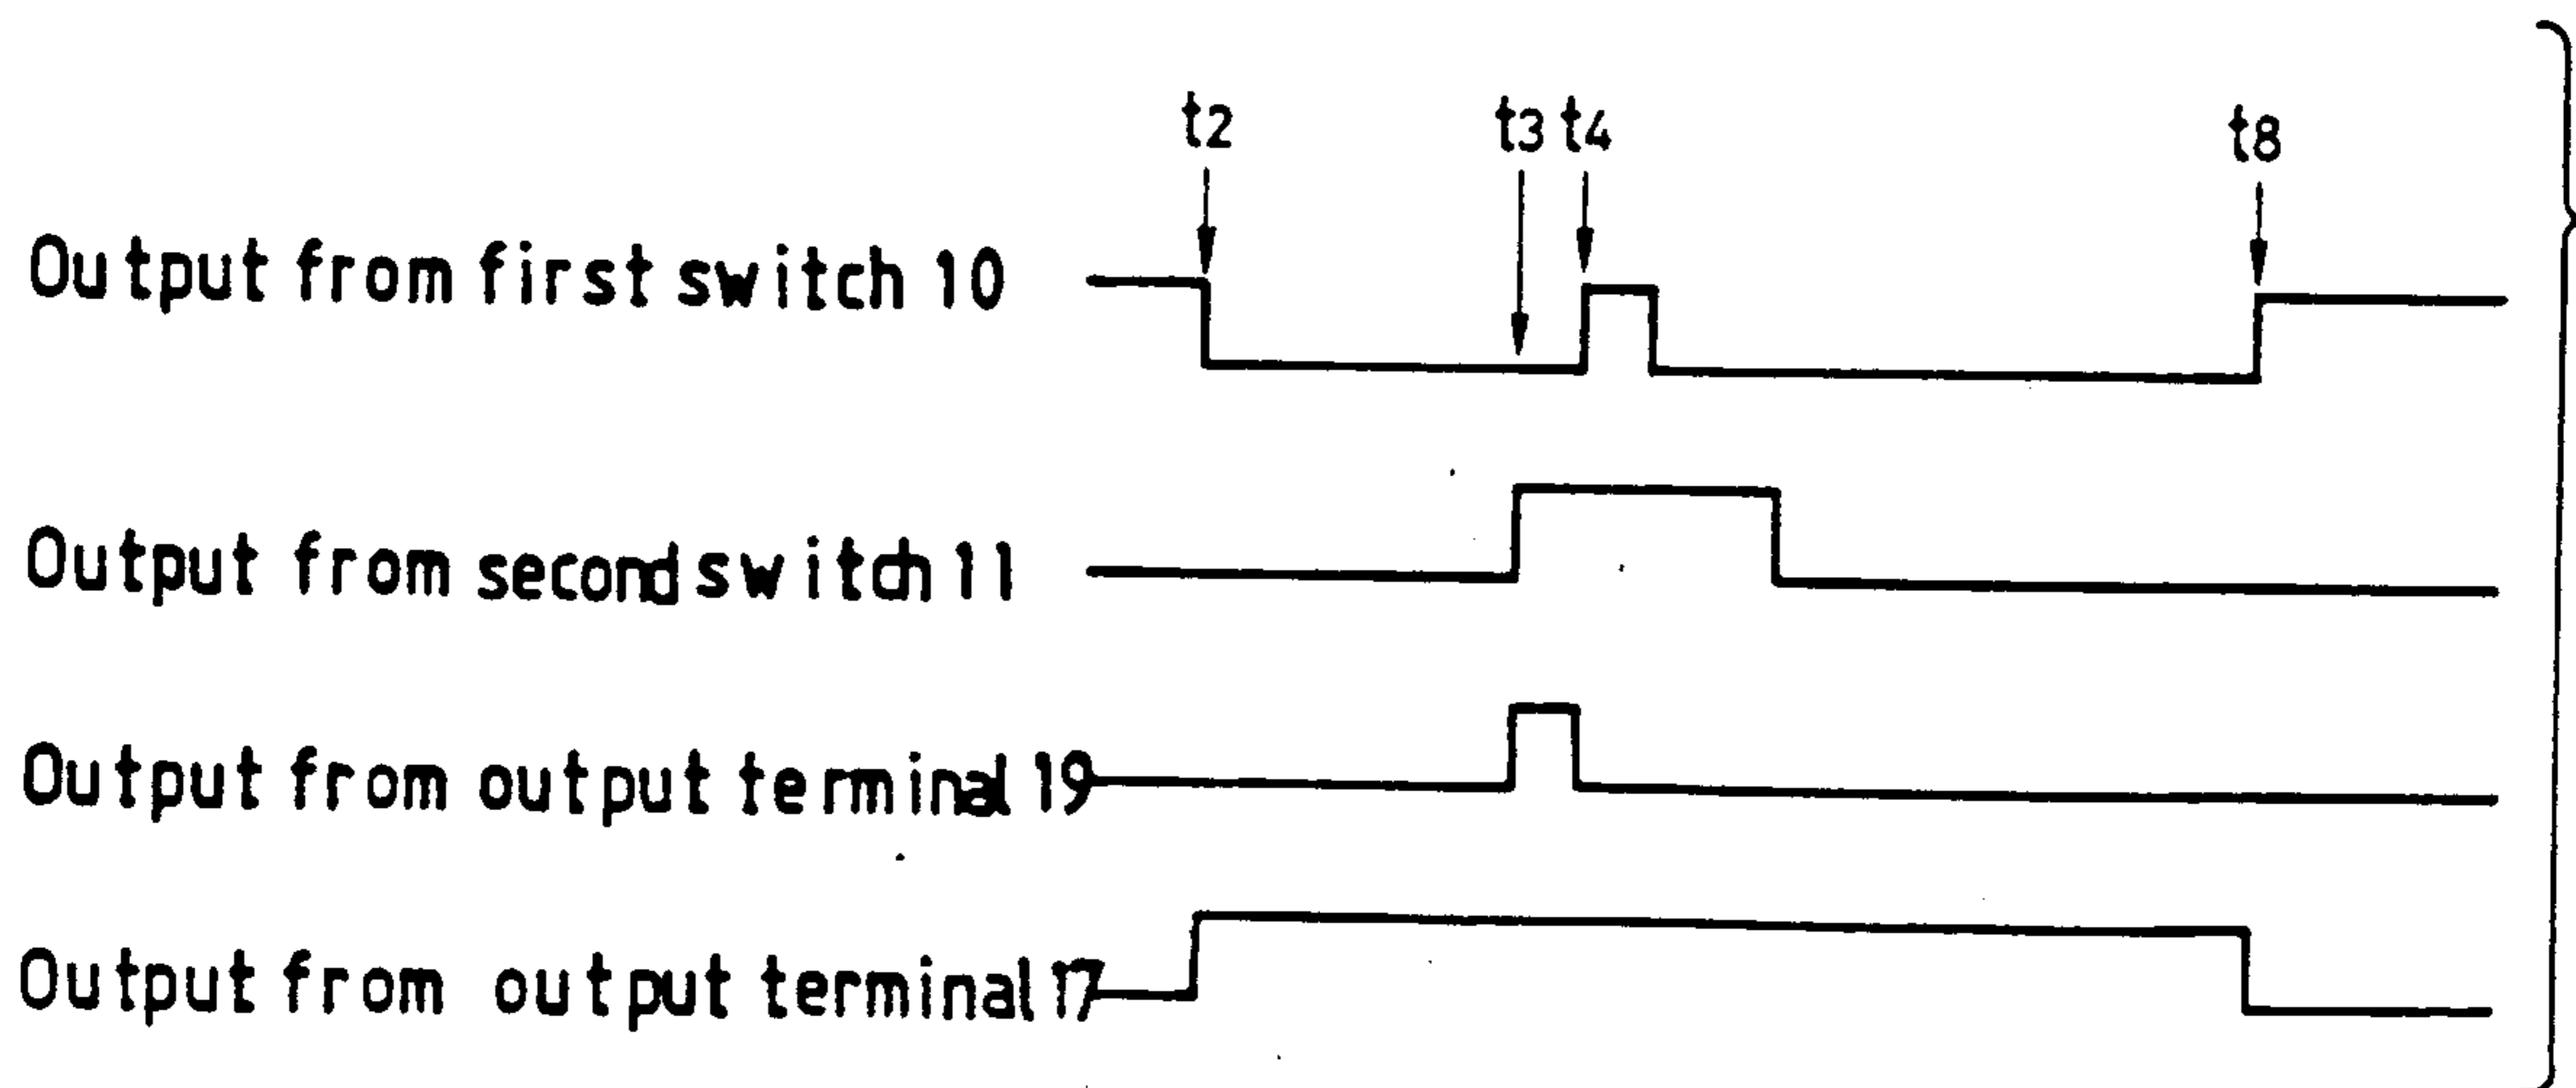 t2 t3 t4 t8
Output from first switch 10
Output from second switch 11
Output from output terminal 19
Output from output terminal 17